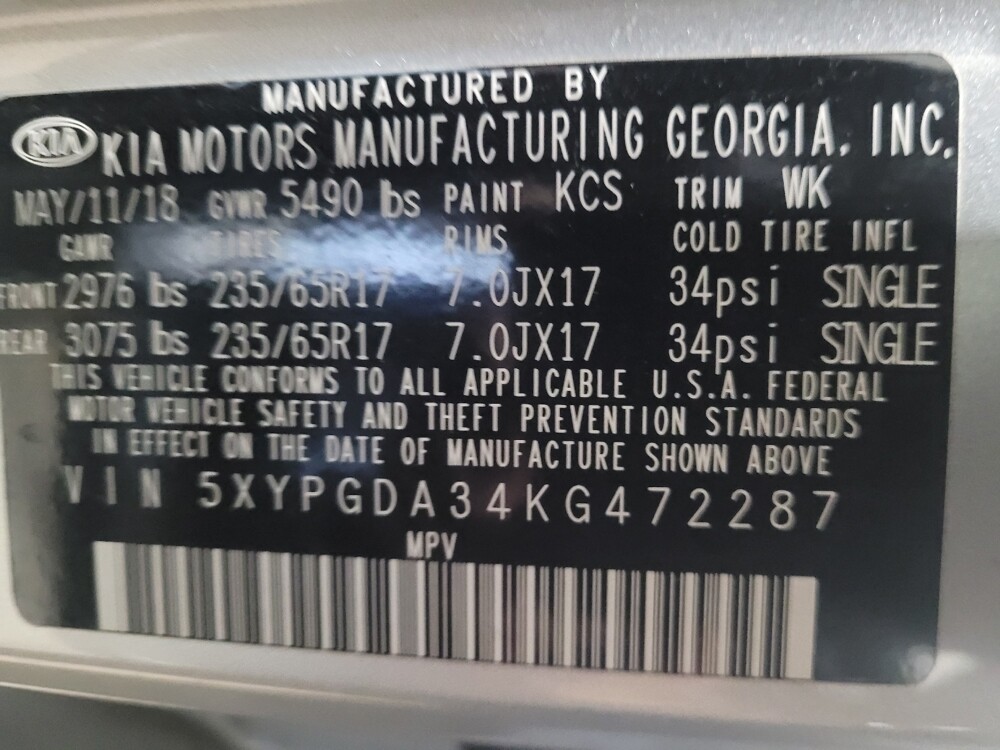 MANUFACTURED BY
KIA KIA MOTORS MANUFACTURING GEORGIA, INC.
MAY/11/18 GVWR 5490 lbs PAINT KCS TRIM WK
GAWR TIRES RIMS COLD TIRE INFL
FRONT 2976 lbs 235/65R17 7.0JX17 34psi SINGLE
REAR 3075 lbs 235/65R17 7.0JX17 34psi SINGLE
THIS VEHICLE CONFORMS TO ALL APPLICABLE U.S.A. FEDERAL
MOTOR VEHICLE SAFETY AND THEFT PREVENTION STANDARDS
IN EFFECT ON THE DATE OF MANUFACTURE SHOWN ABOVE
VIN 5XYPGDA34KG472287
MPV